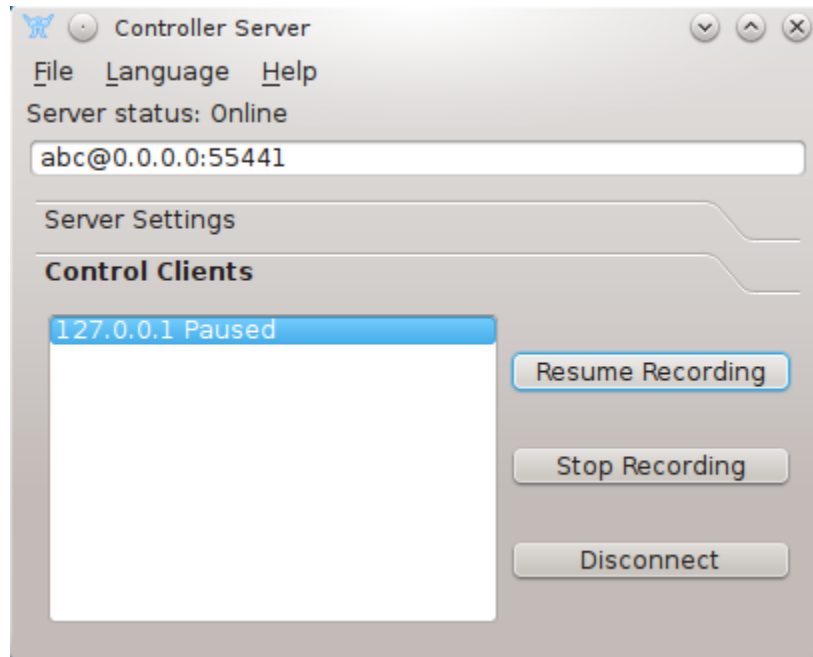 Controller Server
File Language Help
Server status: Online
abc@0.0.0.0:55441
Server Settings
Control Clients
127.0.0.1 Paused
Resume Recording
Stop Recording
Disconnect